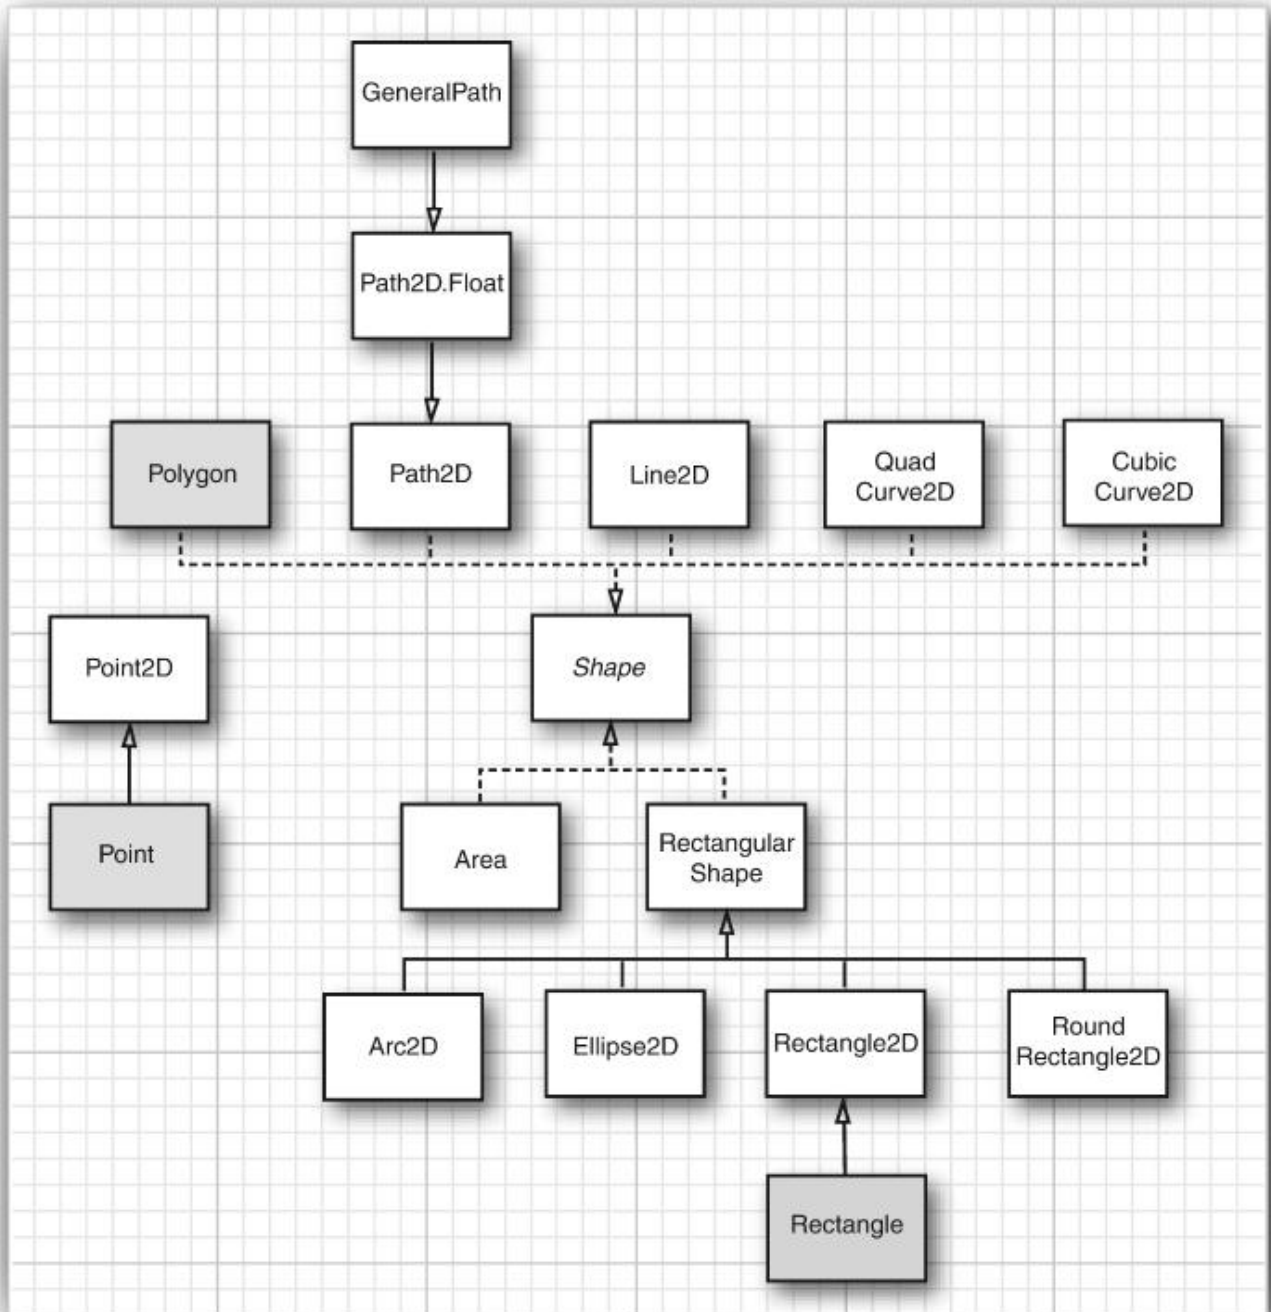 GeneralPath
Path2D.Float
Polygon
Path2D
Line2D
Quad
Curve2D
Cubic
Curve2D
Point2D
Shape
Point
Area
Rectangular
Shape
Arc2D
Ellipse2D
Rectangle2D
Round
Rectangle2D
Rectangle